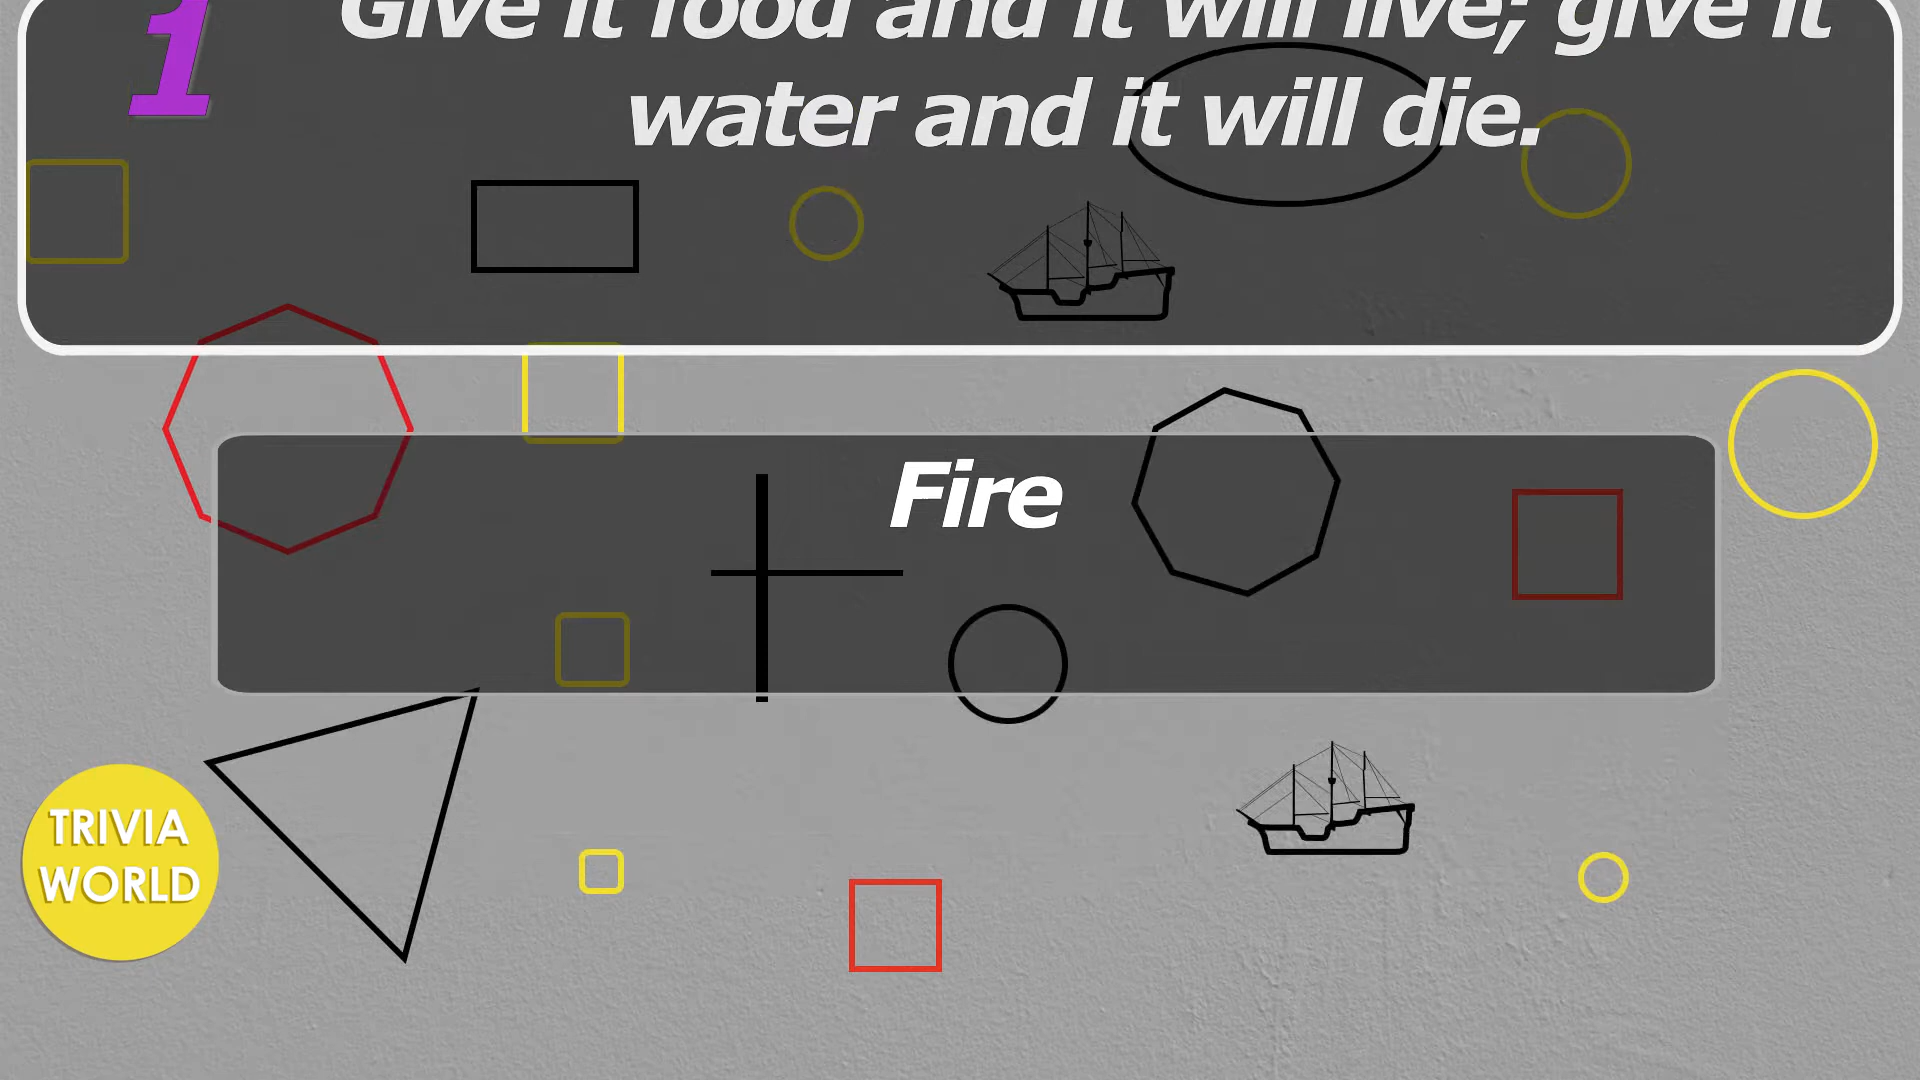 1
Give it food and it will live; give it
water and it will die.
Fire
TRIVIA
WORLD